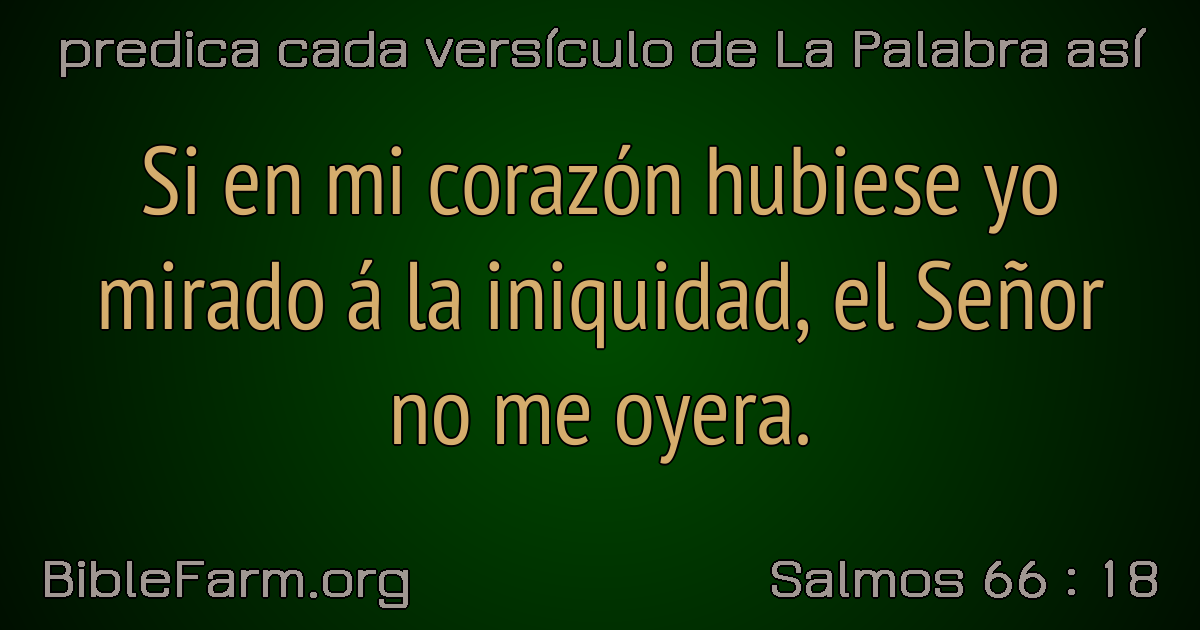 predica cada versículo de La Palabra así
Si en mi corazón hubiese yo
mirado á la iniquidad, el Señor
no me oyera.
BibleFarm.org
Salmos 66 : 18